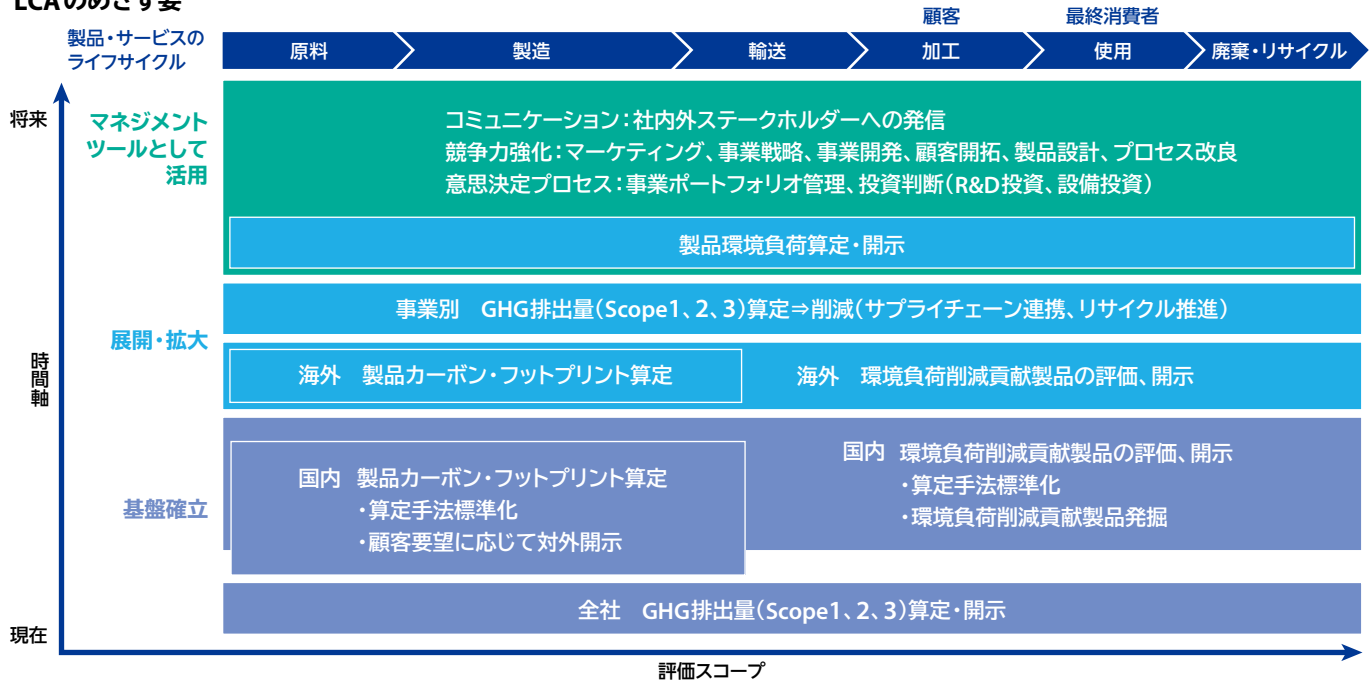 LCAのめざす姿
顧客
最終消費者
製品・サービスの
ライフサイクル
原料
製造
輸送
加工
使用
廃棄・リサイクル
将来
マネジメント
ツールとして
活用
コミュニケーション：社内外ステークホルダーへの発信
競争力強化：マーケティング、事業戦略、事業開発、顧客開拓、製品設計、プロセス改良
意思決定プロセス：事業ポートフォリオ管理、投資判断（R&D投資、設備投資）
製品環境負荷算定・開示
展開・拡大
事業別　GHG排出量（Scope1、2、3）算定⇒削減（サプライチェーン連携、リサイクル推進）
海外　製品カーボン・フットプリント算定
海外　環境負荷削減貢献製品の評価、開示
時間軸
基盤確立
国内　製品カーボン・フットプリント算定
・算定手法標準化
・顧客要望に応じて対外開示
国内　環境負荷削減貢献製品の評価、開示
・算定手法標準化
・環境負荷削減貢献製品発掘
全社　GHG排出量（Scope1、2、3）算定・開示
現在
評価スコープ